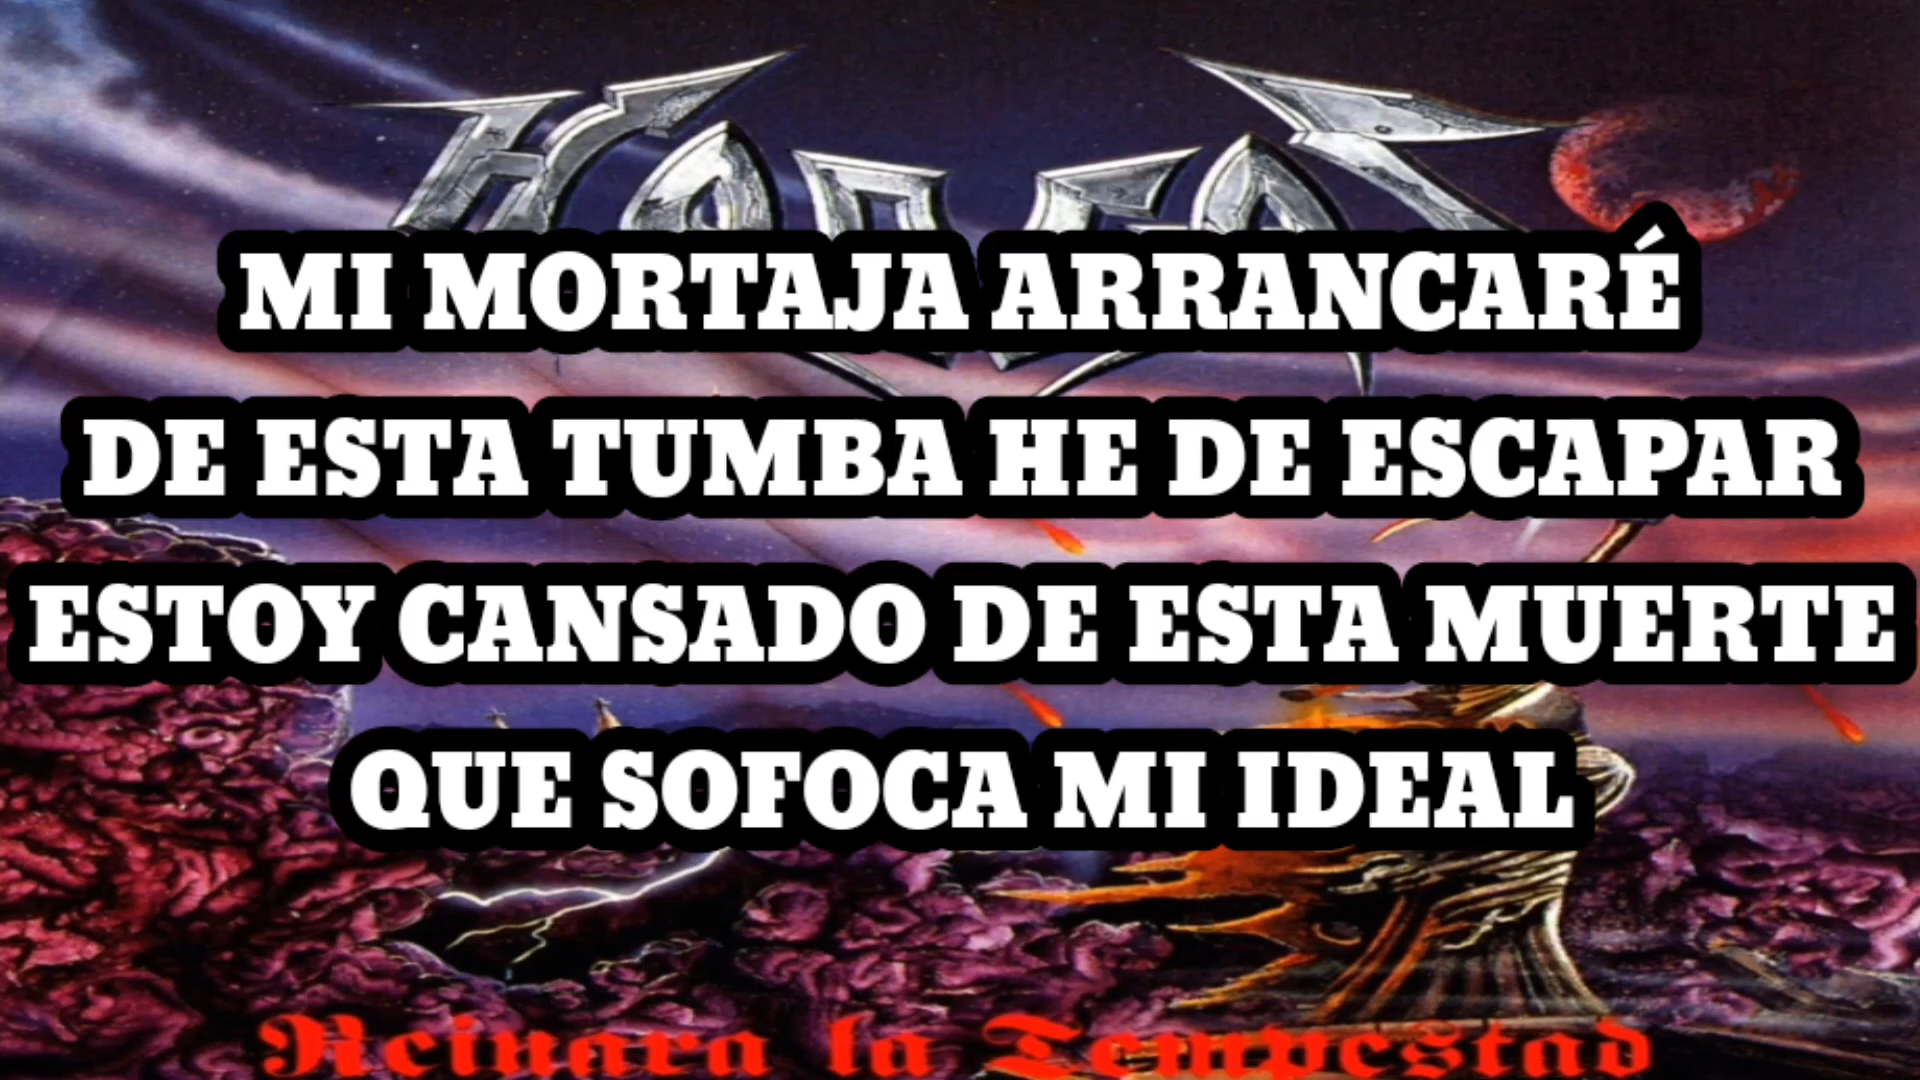 MI MORTAJA ARRANCARÉ
DE ESTA TUMBA HE DE ESCAPAR
ESTOY CANSADO DE ESTA MUERTE
QUE SOFOCA MI IDEAL
Reinara la Tempestad